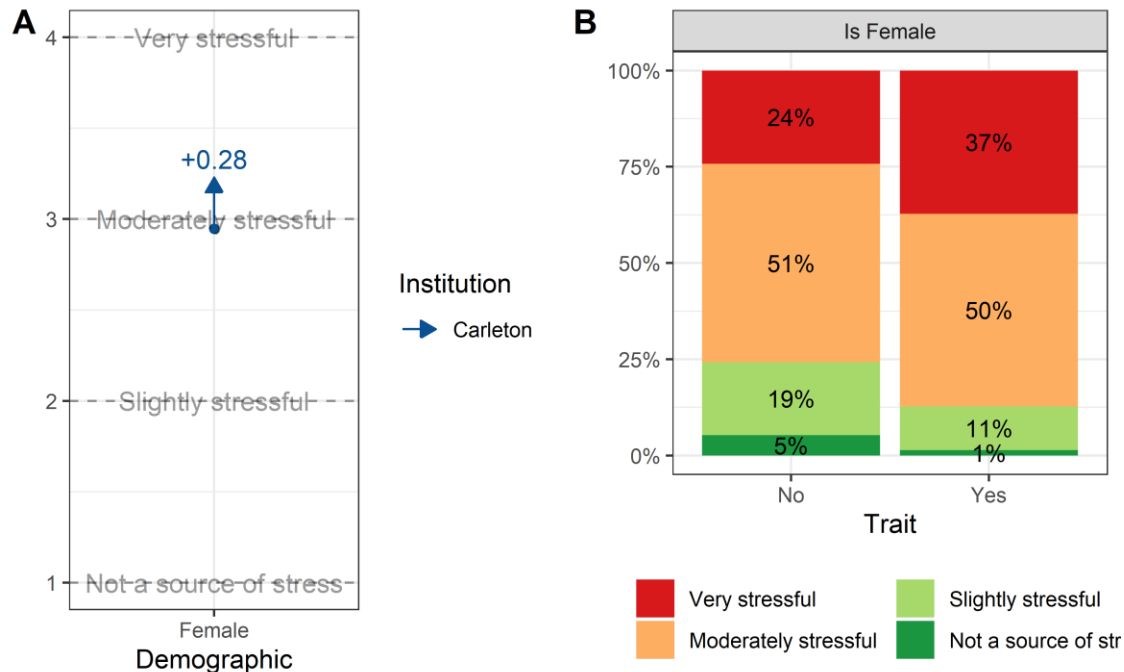 A
4
Very stressful
+0.28
3
Moderately stressful
2
Slightly stressful
1
Not a source of stress
Female
Demographic
Institution
Carleton
B
Is Female
100%
75%
50%
25%
0%
24%
51%
19%
5%
37%
50%
11%
1%
No
Yes
Trait
Very stressful
Moderately stressful
Slightly stressful
Not a source of str